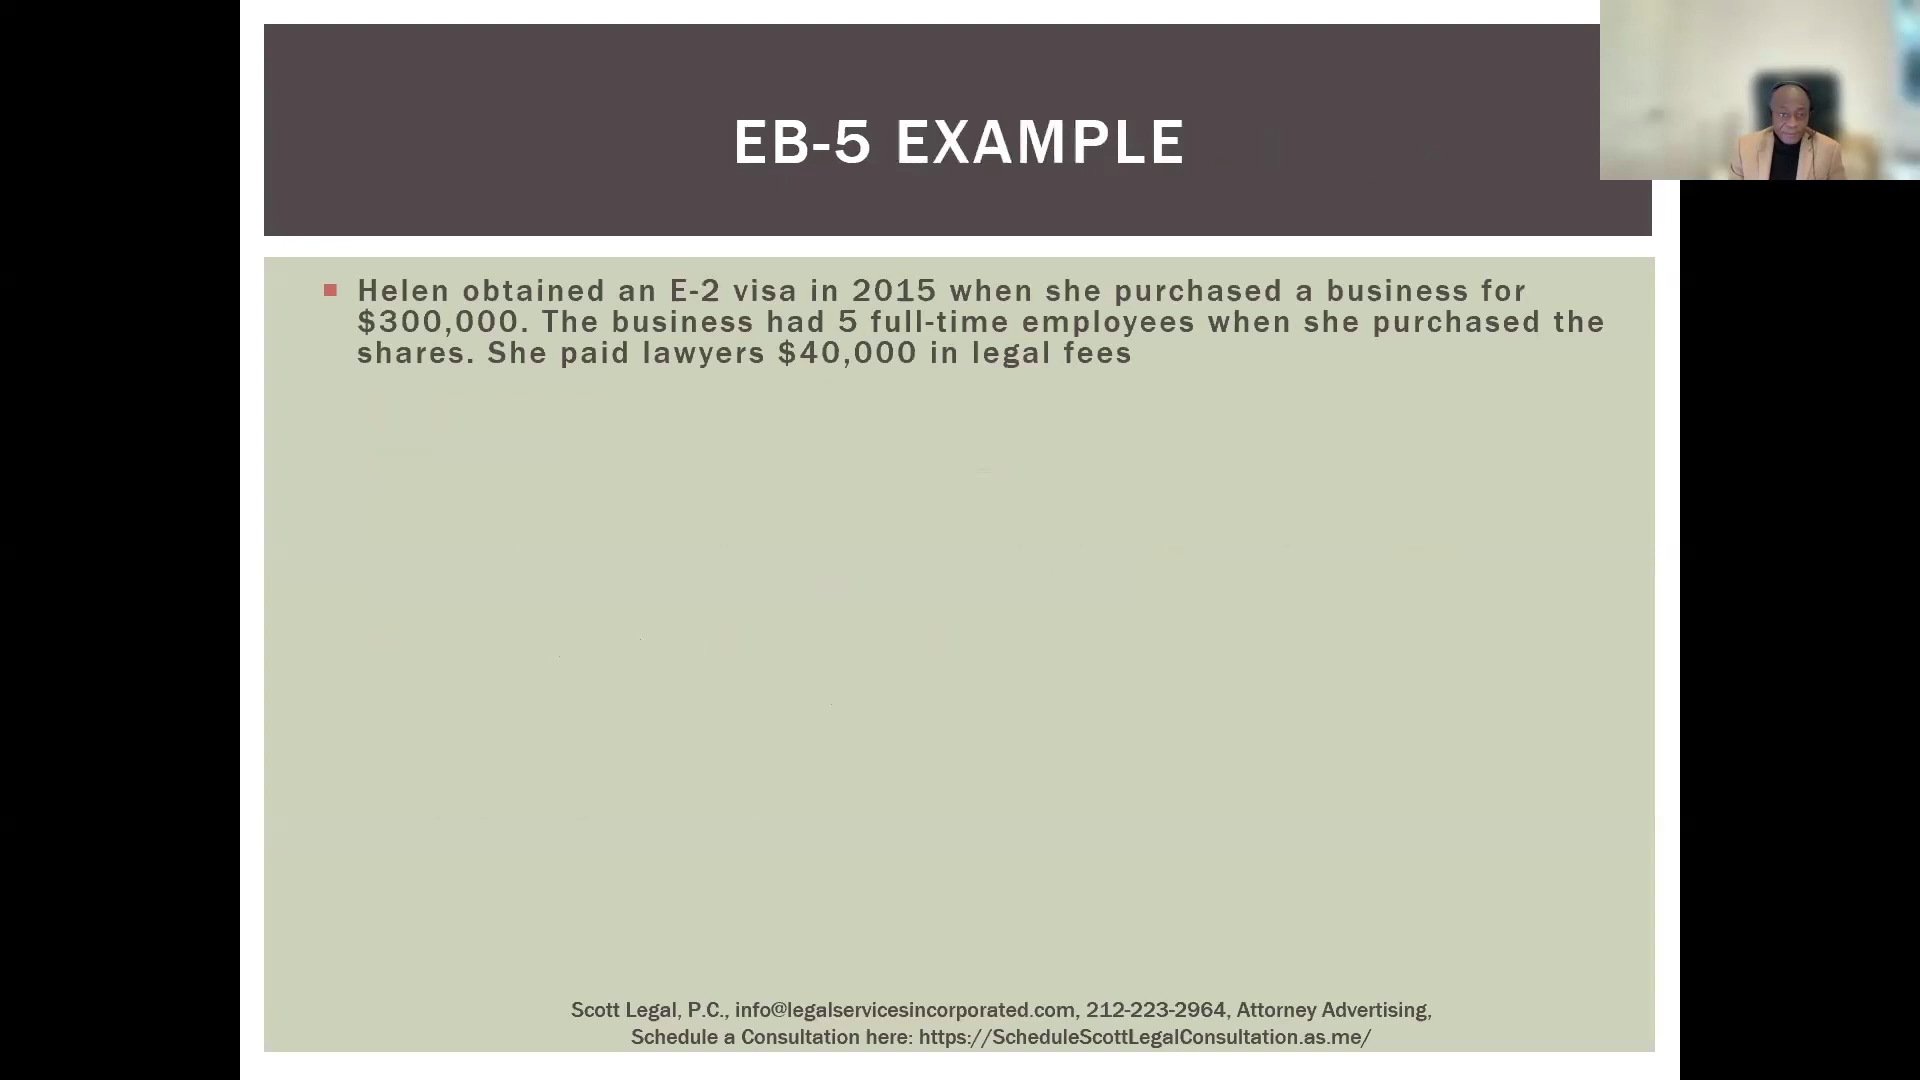 EB-5 EXAMPLE
Helen obtained an E-2 visa in 2015 when she purchased a business for
$300,000. The business had 5 full-time employees when she purchased the
shares. She paid lawyers $40,000 in legal fees
Scott Legal, P.C., info@legalservicesincorporated.com, 212-223-2964, Attorney Advertising,
Schedule a Consultation here: https://ScheduleScottLegalConsultation.as.me/